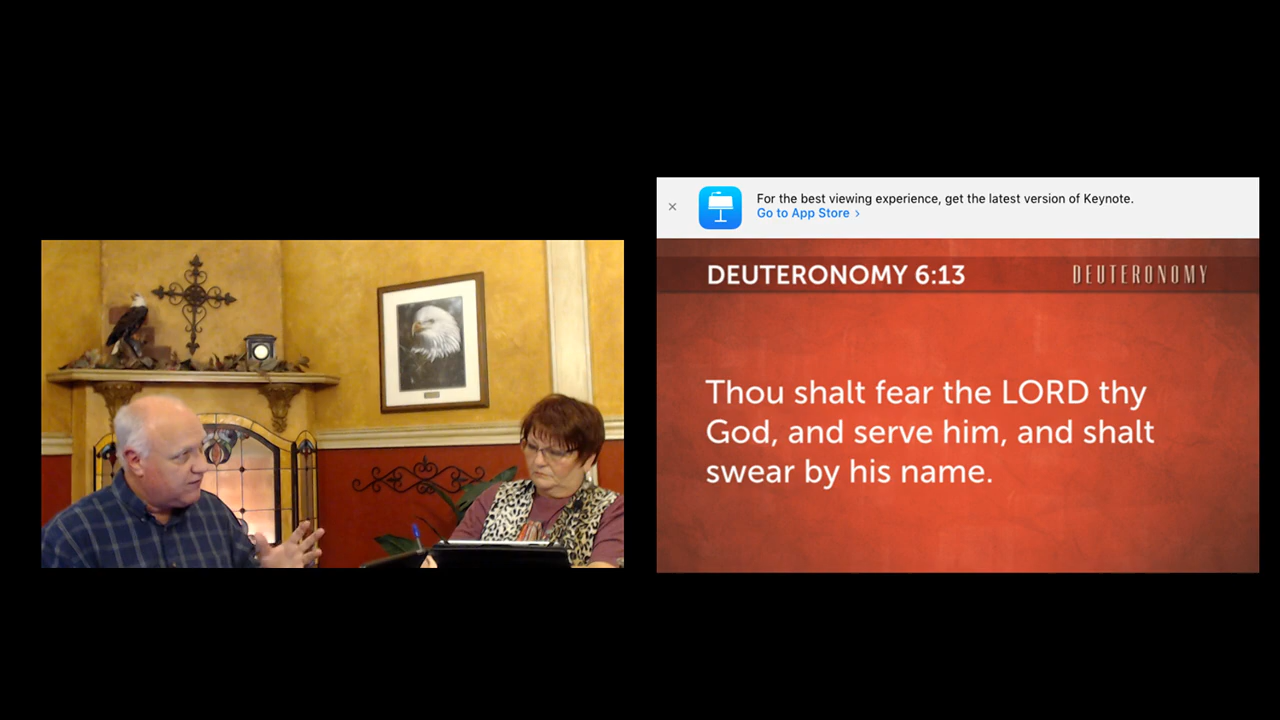 For the best viewing experience, get the latest version of Keynote.
Go to App Store >
DEUTERONOMY 6:13
DEUTERONOMY
Thou shalt fear the LORD thy
God, and serve him, and shalt
swear by his name.